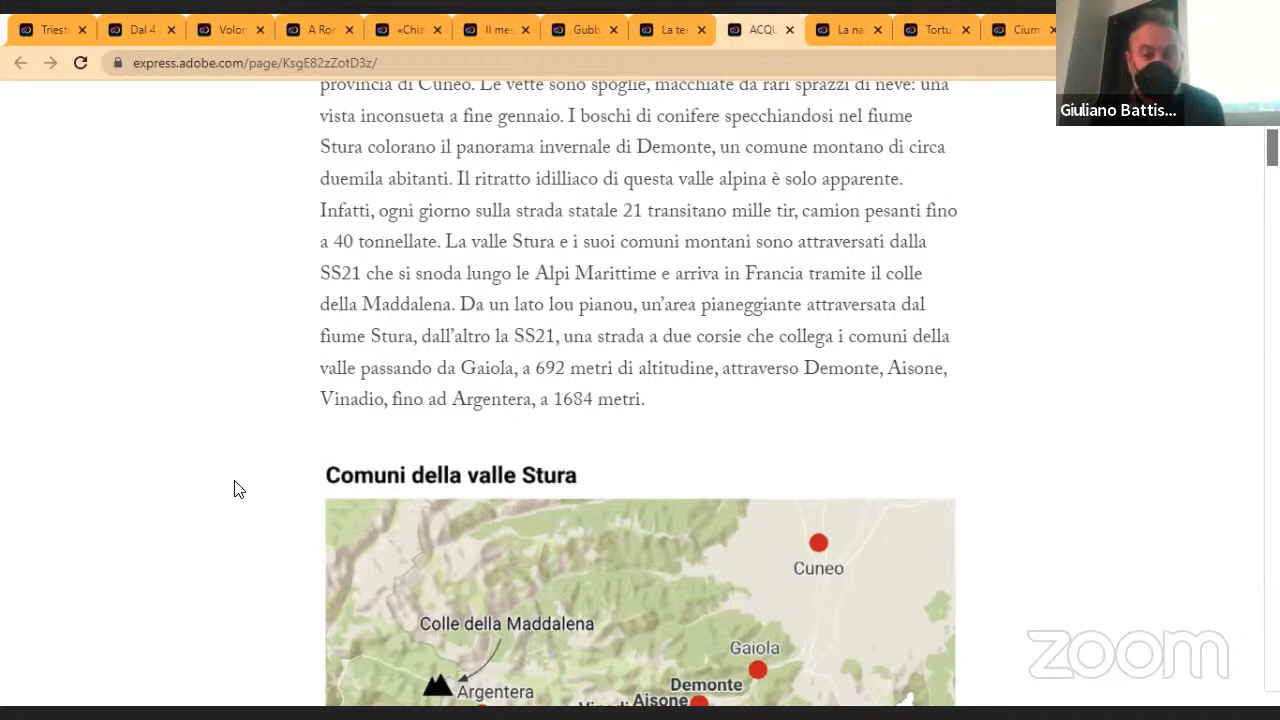 Triest
Dal 4
Volor
A Ror
«Chia
Il mes
Gubb
La te
ACQU
La na
Tortu
Cium
express.adobe.com/page/KsgE82zZotD3z/
Giuliano Battis...
provincia di Cuneo. Le vette sono spoglie, macchiate da rari sprazzi di neve: una
vista inconsueta a fine gennaio. I boschi di conifere specchiandosi nel fiume
Stura colorano il panorama invernale di Demonte, un comune montano di circa
duemila abitanti. Il ritratto idilliaco di questa valle alpina è solo apparente.
Infatti, ogni giorno sulla strada statale 21 transitano mille tir, camion pesanti fino
a 40 tonnellate. La valle Stura e i suoi comuni montani sono attraversati dalla
SS21 che si snoda lungo le Alpi Marittime e arriva in Francia tramite il colle
della Maddalena. Da un lato lou pianou, un'area pianeggiante attraversata dal
fiume Stura, dall'altro la SS21, una strada a due corsie che collega i comuni della
valle passando da Gaiola, a 692 metri di altitudine, attraverso Demonte, Aisone,
Vinadio, fino ad Argentera, a 1684 metri.
Comuni della valle Stura
Cuneo
Colle della Maddalena
Gaiola
Demonte
Argentera
Aisone
zoom